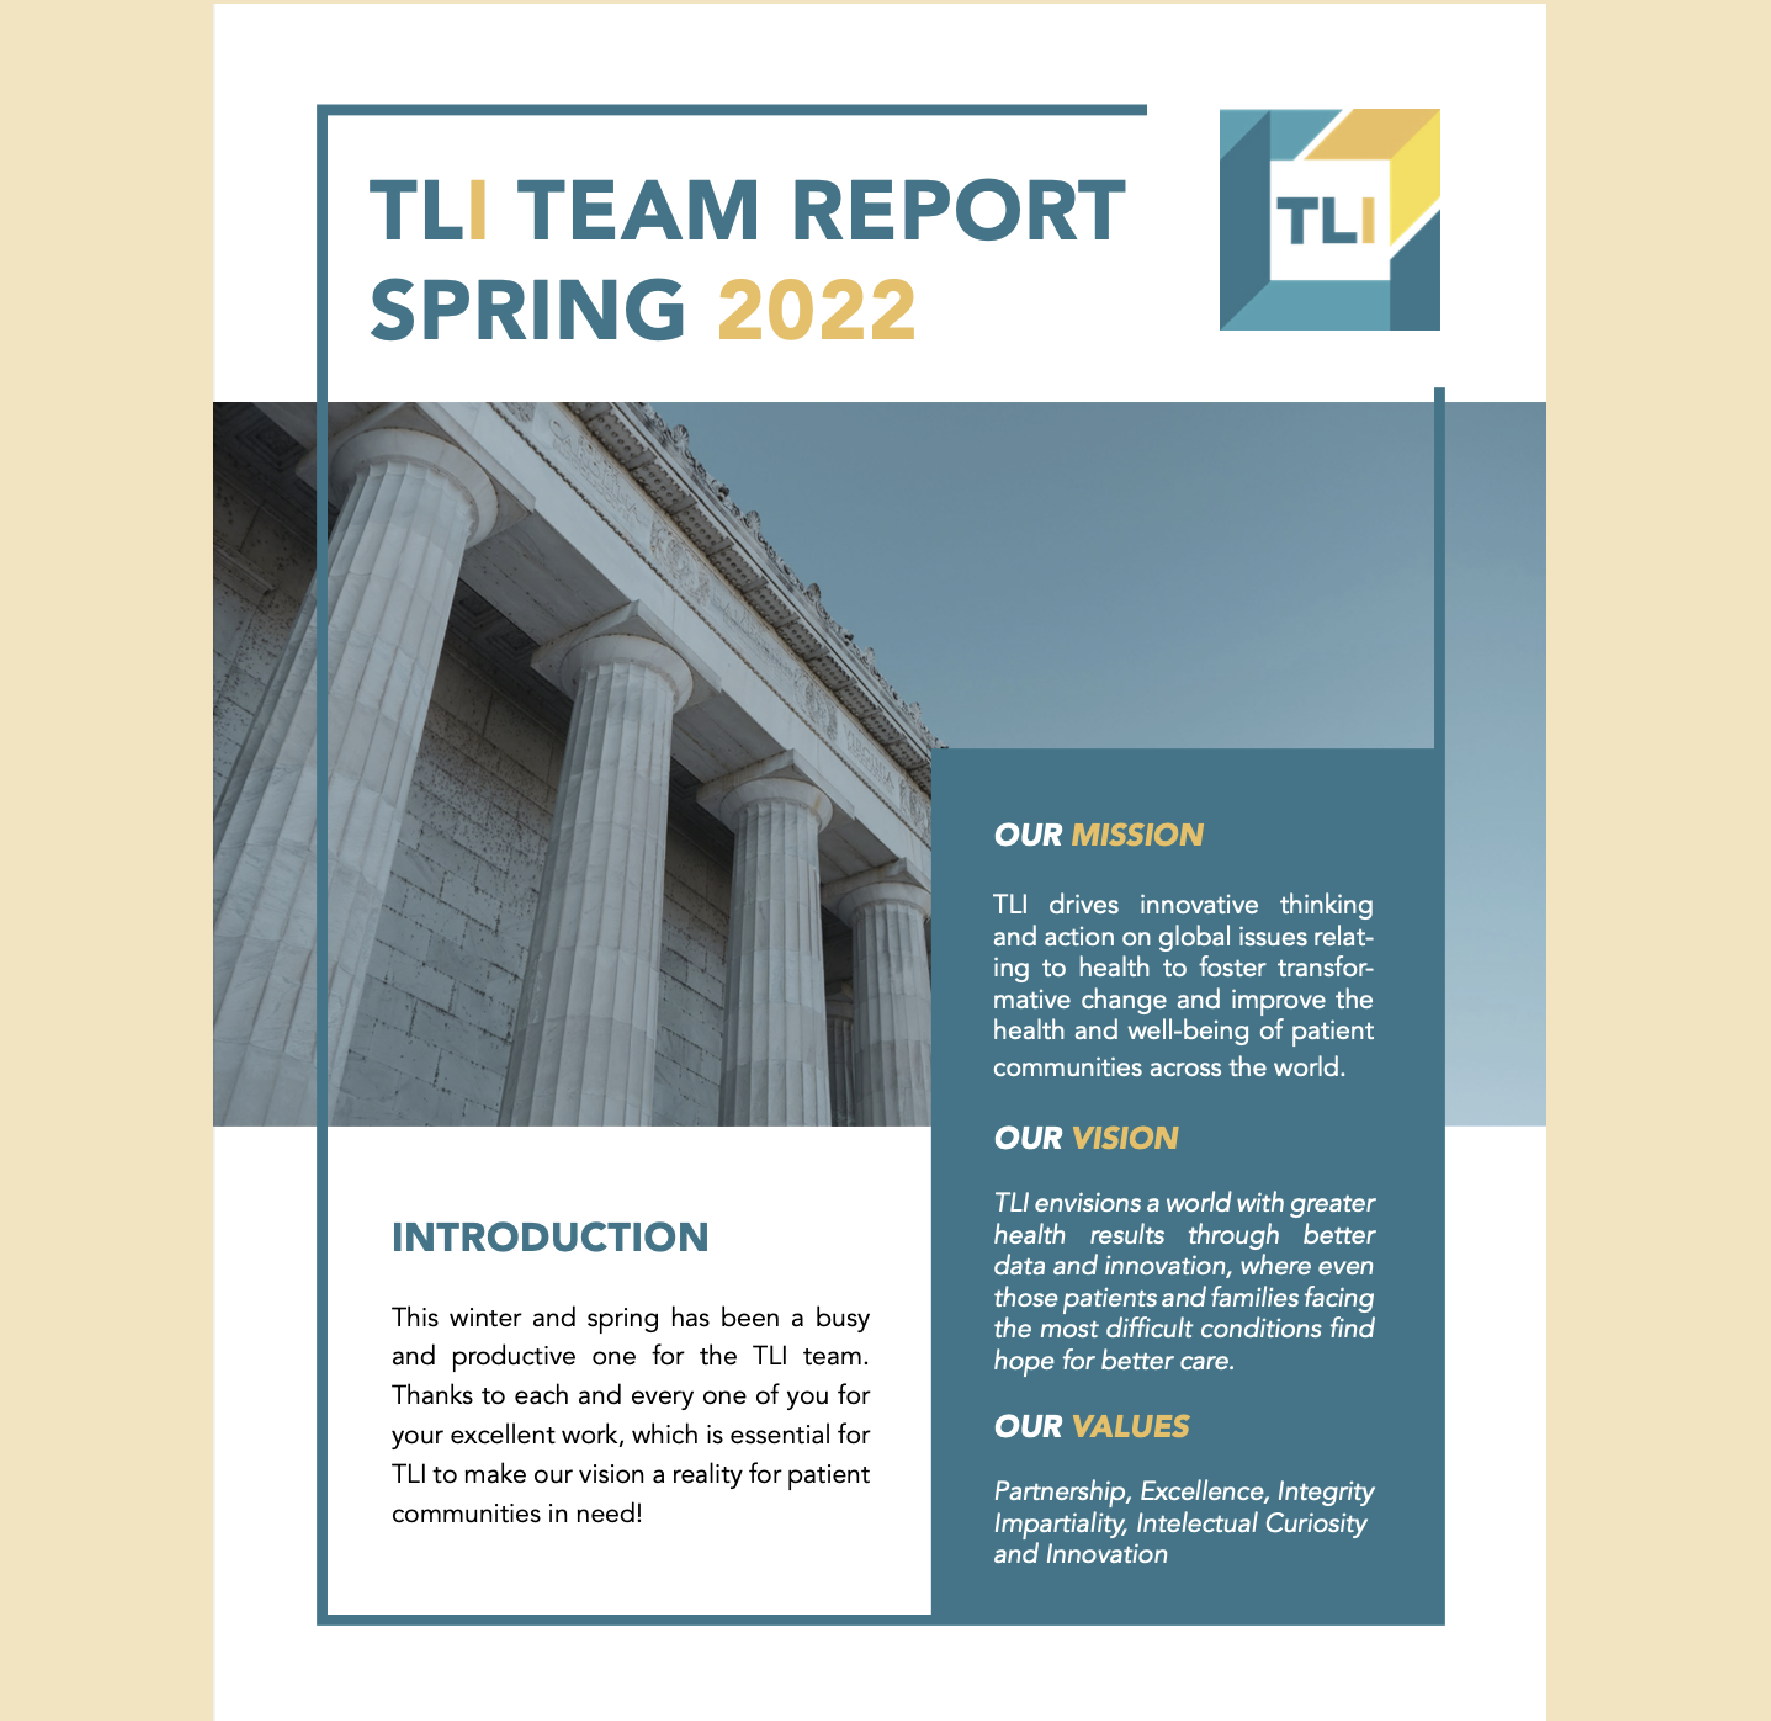 TLI TEAM REPORT
SPRING 2022
TLI
OUR MISSION
TLI drives innovative thinking
and action on global issues relat-
ing to health to foster transfor-
mative change and improve the
health and well-being of patient
communities across the world.
OUR VISION
TLI envisions a world with greater
health results through better
data and innovation, where even
those patients and families facing
the most difficult conditions find
hope for better care.
OUR VALUES
Partnership, Excellence, Integrity
Impartiality, Intelectual Curiosity
and Innovation
INTRODUCTION
This winter and spring has been a busy
and productive one for the TLI team.
Thanks to each and every one of you for
your excellent work, which is essential for
TLI to make our vision a reality for patient
communities in need!